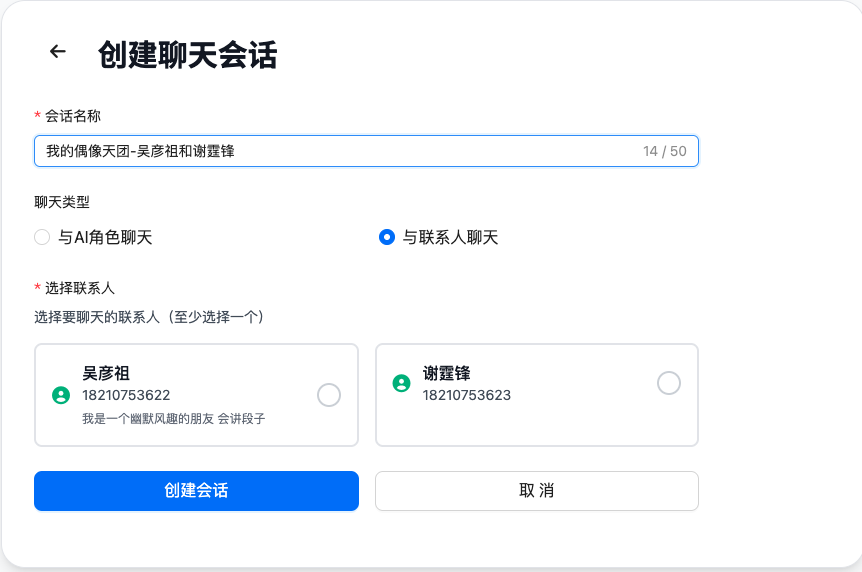 创建聊天会话
* 会话名称
我的偶像天团-吴彦祖和谢霆锋 14 / 50
聊天类型
与AI角色聊天 与联系人聊天
* 选择联系人
选择要聊天的联系人（至少选择一个）
吴彦祖
18210753622
我是一个幽默风趣的朋友 会讲段子
谢霆锋
18210753623
创建会话 取 消